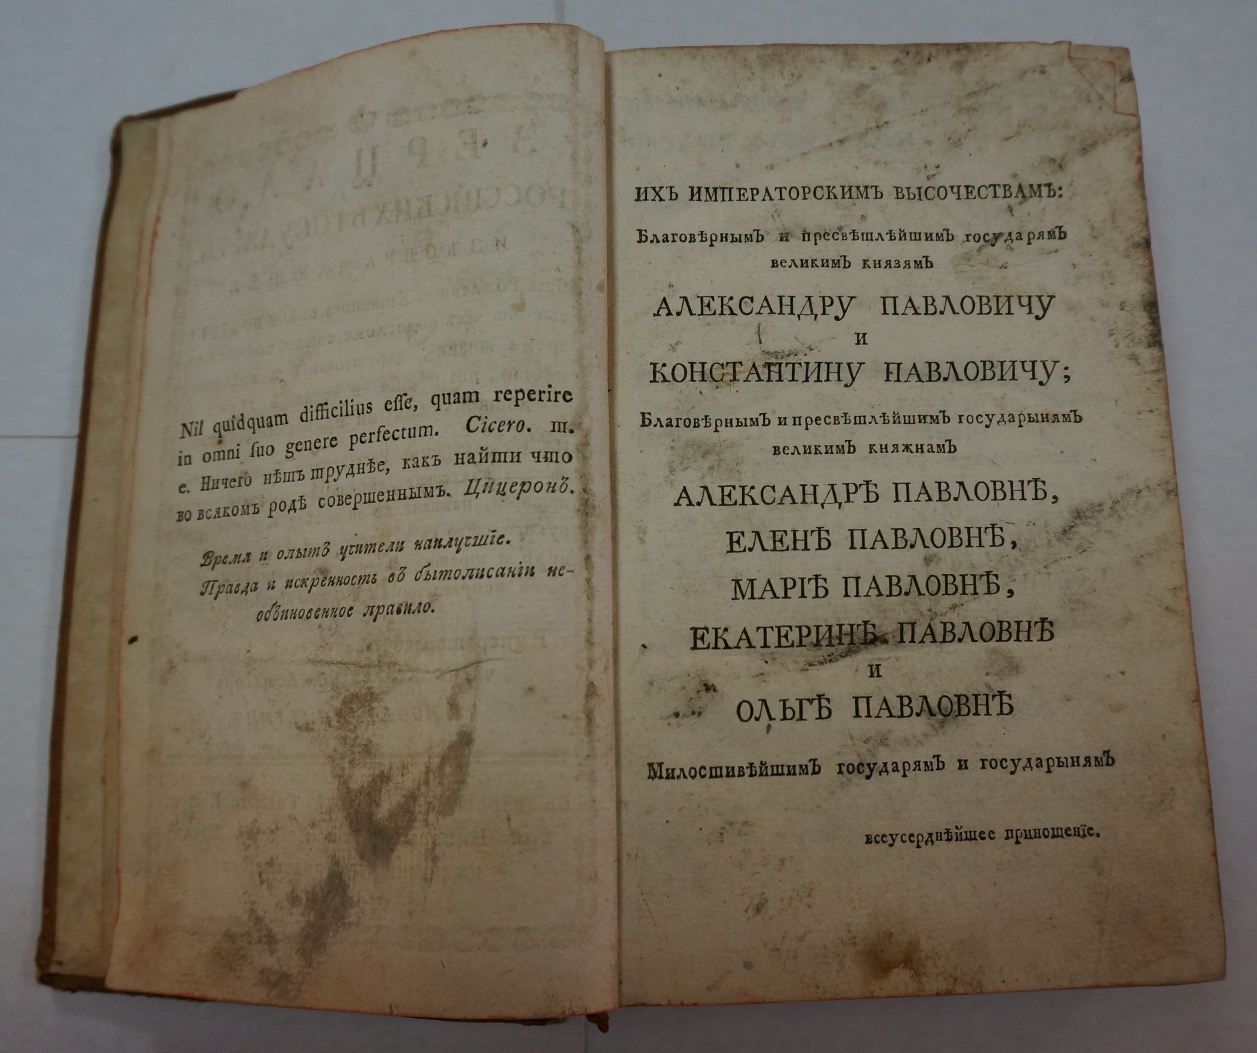 Nil quidquam difficilius eſſe, quam reperire
in omni ſuo genere perfectum. Cicero. III.
e. Ничего нѣтъ труднѣе, какъ найти что
во всякомъ родѣ совершеннымъ. Цицеронъ.
Время и опытъ учители наилучшіе.
Правда и искренность въ бытописаніи не-
обвиновенное правило.
ИХЪ ИМПЕРАТОРСКИМЪ ВЫСОЧЕСТВАМЪ:
Благовѣрнымъ и пресвѣтлѣйшимъ государямъ
великимъ князямъ
АЛЕКСАНДРУ ПАВЛОВИЧУ
И
КОНСТАНТИНУ ПАВЛОВИЧУ;
Благовѣрнымъ и пресвѣтлѣйшимъ государынямъ
великимъ княжнамъ
АЛЕКСАНДРѢ ПАВЛОВНѢ,
ЕЛЕНѢ ПАВЛОВНѢ,
МАРІѢ ПАВЛОВНѢ,
ЕКАТЕРИНѢ ПАВЛОВНѢ
И
ОЛЬГѢ ПАВЛОВНѢ
Милостивѣйшимъ государямъ и государынямъ
всеусерднѣйшее приношеніе.